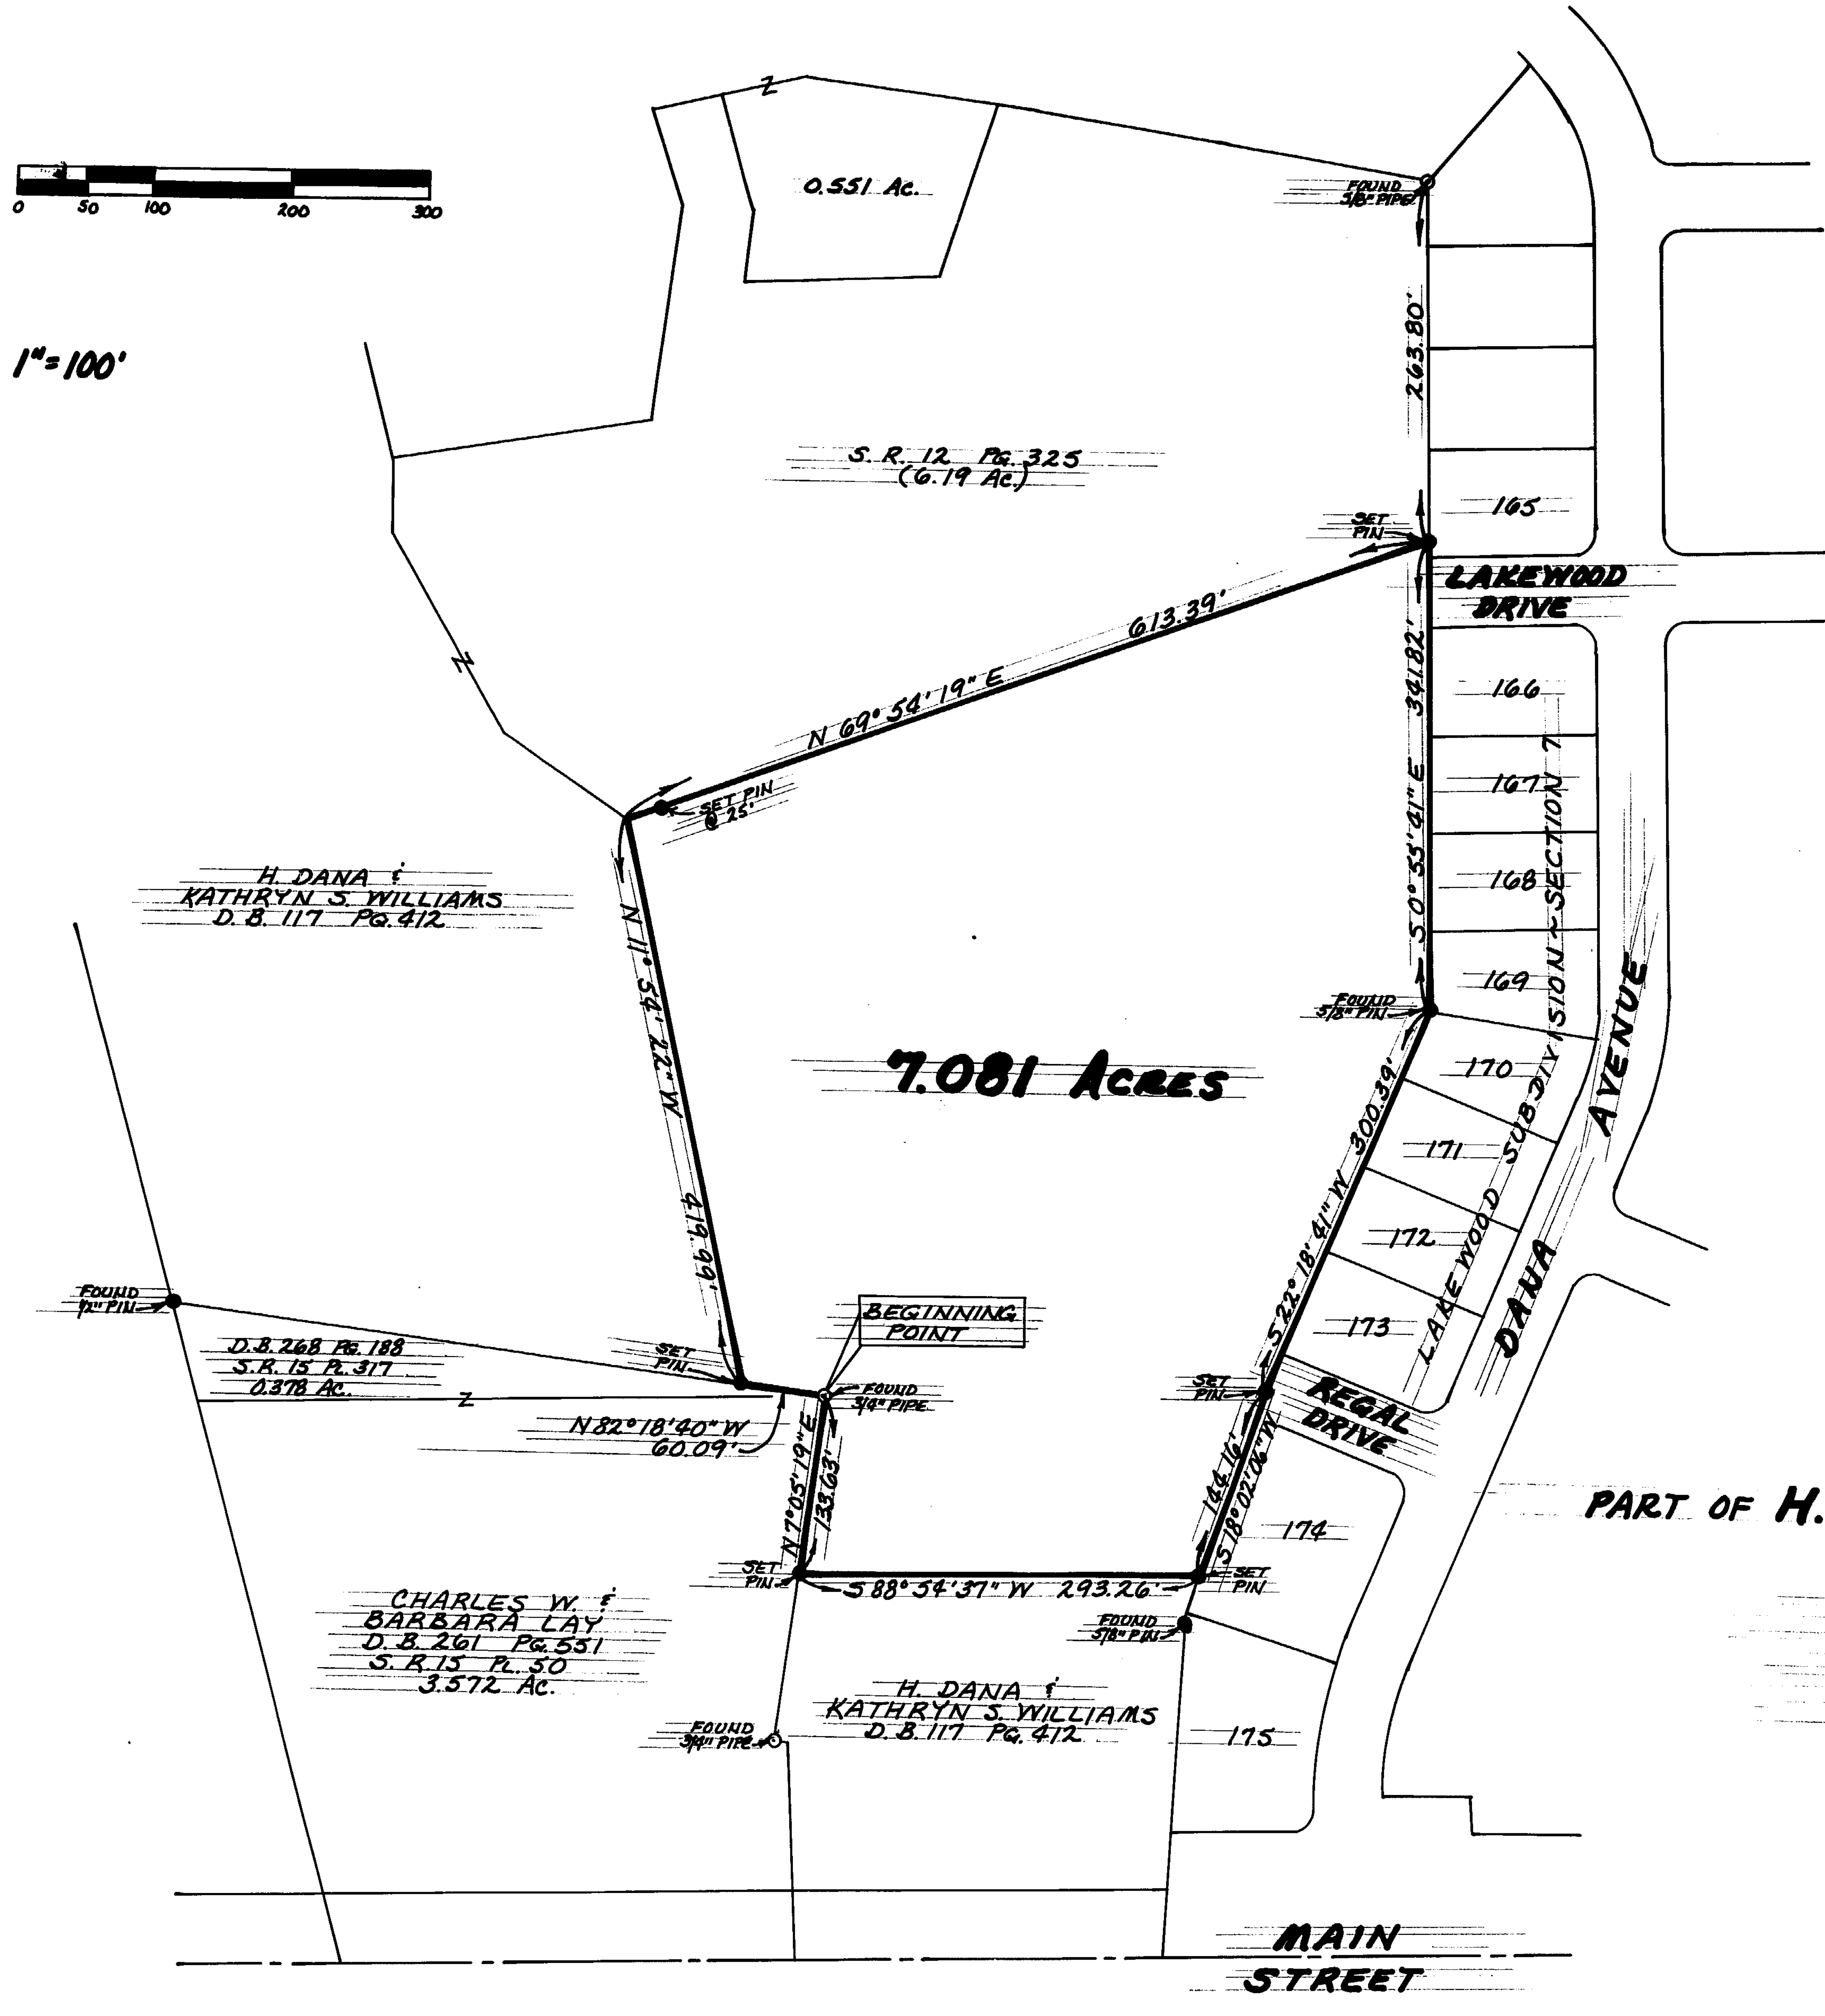 0.551 Ac.
FOUND
5/8" PIPE
0 50 100 200 300
1"=100'
263.80'
S. R. 12 PG. 325
(6.19 Ac.)
165
SET
PIN
LAKEWOOD
DRIVE
613.39'
N 69° 54' 19" E
S 0° 55' 41" E 341.82'
166
167
168
169
SET PIN
@ 25'
H. DANA &
KATHRYN S. WILLIAMS
D. B. 117 PG. 412
N 11° 54' 22" W
419.99'
FOUND
5/8" PIN
7.081 ACRES
170
171
172
173
LAKEWOOD SUBDIVISION ~ SECTION 7
DANA AVENUE
S 22° 18' 41" W 300.39'
FOUND
1/2" PIN
BEGINNING
POINT
D. B. 268 PG. 188
S. R. 15 PL. 317
0.378 AC.
SET
PIN
FOUND
3/4" PIPE
Z
Z
Z
N 82° 18' 40" W
60.09'
SET
PIN
REGAL
DRIVE
N 7° 05' 19" E
133.63'
144.16'
S 18° 02' 06" W
PART OF H.
174
SET
PIN
S 88° 54' 37" W 293.26'
SET
PIN
CHARLES W. &
BARBARA LAY
D. B. 261 PG. 551
S. R. 15 PL. 50
3.572 AC.
FOUND
5/8" PIN
H. DANA &
KATHRYN S. WILLIAMS
D. B. 117 PG. 412
FOUND
3/4" PIPE
175
MAIN
STREET